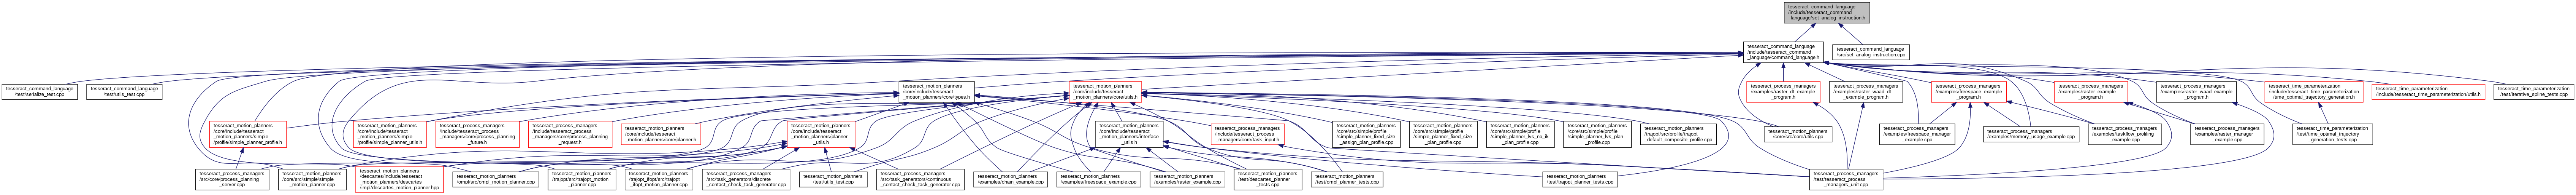 tesseract_command_language
/include/tesseract_command
_language/set_analog_instruction.h
tesseract_command_language
/include/tesseract_command
_language/command_language.h
tesseract_command_language
/src/set_analog_instruction.cpp
tesseract_command_language
/test/serialize_test.cpp
tesseract_command_language
/test/utils_test.cpp
tesseract_motion_planners
/core/include/tesseract
_motion_planners/core/types.h
tesseract_motion_planners
/core/include/tesseract
_motion_planners/core/utils.h
tesseract_process_managers
/examples/raster_dt_example
_program.h
tesseract_process_managers
/examples/raster_waad_dt
_example_program.h
tesseract_process_managers
/examples/freespace_example
_program.h
tesseract_process_managers
/examples/raster_example
_program.h
tesseract_process_managers
/examples/raster_waad_example
_program.h
tesseract_time_parameterization
/include/tesseract_time_parameterization
/time_optimal_trajectory_generation.h
tesseract_time_parameterization
/include/tesseract_time_parameterization/utils.h
tesseract_time_parameterization
/test/iterative_spline_tests.cpp
tesseract_motion_planners
/core/include/tesseract
_motion_planners/simple
/profile/simple_planner_profile.h
tesseract_motion_planners
/core/include/tesseract
_motion_planners/simple
/profile/simple_planner_utils.h
tesseract_process_managers
/include/tesseract_process
_managers/core/process_planning
_future.h
tesseract_process_managers
/include/tesseract_process
_managers/core/process_planning
_request.h
tesseract_motion_planners
/core/include/tesseract
_motion_planners/core/planner.h
tesseract_motion_planners
/core/include/tesseract
_motion_planners/planner
_utils.h
tesseract_motion_planners
/core/include/tesseract
_motion_planners/interface
_utils.h
tesseract_process_managers
/include/tesseract_process
_managers/core/task_input.h
tesseract_motion_planners
/core/src/simple/profile
/simple_planner_fixed_size
_assign_plan_profile.cpp
tesseract_motion_planners
/core/src/simple/profile
/simple_planner_fixed_size
_plan_profile.cpp
tesseract_motion_planners
/core/src/simple/profile
/simple_planner_lvs_no_ik
_plan_profile.cpp
tesseract_motion_planners
/core/src/simple/profile
/simple_planner_lvs_plan
_profile.cpp
tesseract_motion_planners
/trajopt/src/profile/trajopt
_default_composite_profile.cpp
tesseract_motion_planners
/core/src/core/utils.cpp
tesseract_process_managers
/examples/freespace_manager
_example.cpp
tesseract_process_managers
/examples/memory_usage_example.cpp
tesseract_process_managers
/examples/taskflow_profiling
_example.cpp
tesseract_process_managers
/examples/raster_manager
_example.cpp
tesseract_time_parameterization
/test/time_optimal_trajectory
_generation_tests.cpp
tesseract_process_managers
/src/core/process_planning
_server.cpp
tesseract_motion_planners
/core/src/simple/simple
_motion_planner.cpp
tesseract_motion_planners
/descartes/include/tesseract
_motion_planners/descartes
/impl/descartes_motion_planner.hpp
tesseract_motion_planners
/ompl/src/ompl_motion_planner.cpp
tesseract_motion_planners
/trajopt/src/trajopt_motion
_planner.cpp
tesseract_motion_planners
/trajopt_ifopt/src/trajopt
_ifopt_motion_planner.cpp
tesseract_process_managers
/src/task_generators/discrete
_contact_check_task_generator.cpp
tesseract_motion_planners
/test/utils_test.cpp
tesseract_process_managers
/src/task_generators/continuous
_contact_check_task_generator.cpp
tesseract_motion_planners
/examples/chain_example.cpp
tesseract_motion_planners
/examples/freespace_example.cpp
tesseract_motion_planners
/examples/raster_example.cpp
tesseract_motion_planners
/test/descartes_planner
_tests.cpp
tesseract_motion_planners
/test/ompl_planner_tests.cpp
tesseract_motion_planners
/test/trajopt_planner_tests.cpp
tesseract_process_managers
/test/tesseract_process
_managers_unit.cpp